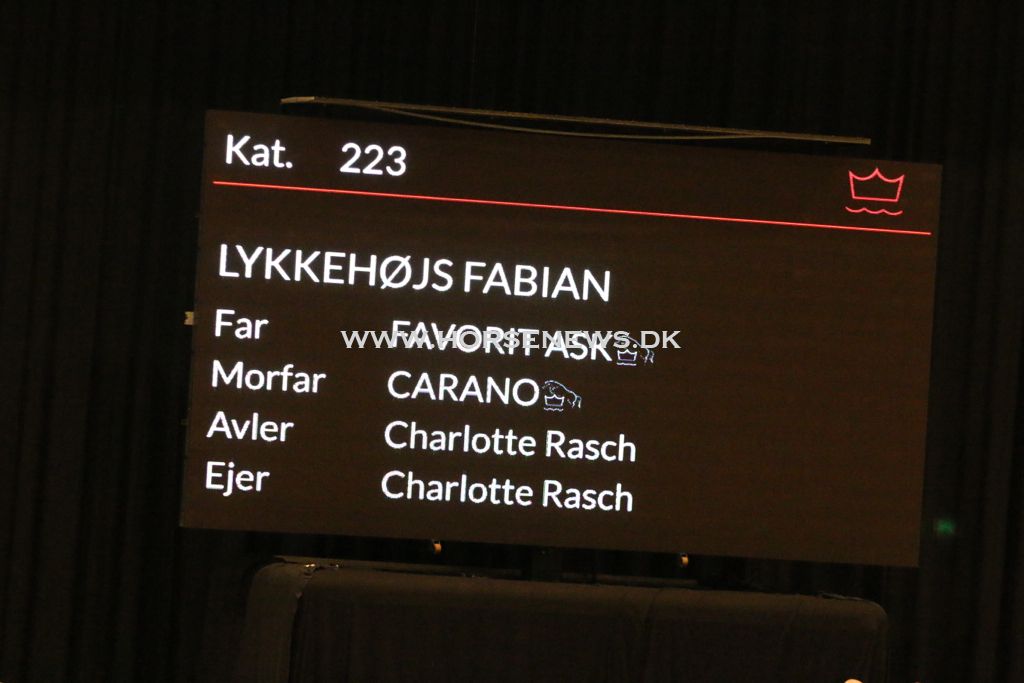 Kat. 223
LYKKEHØJS FABIAN
Far FAVORIT ASK
WWW.HORSENEWS.DK
Morfar CARANO
Avler Charlotte Rasch
Ejer Charlotte Rasch